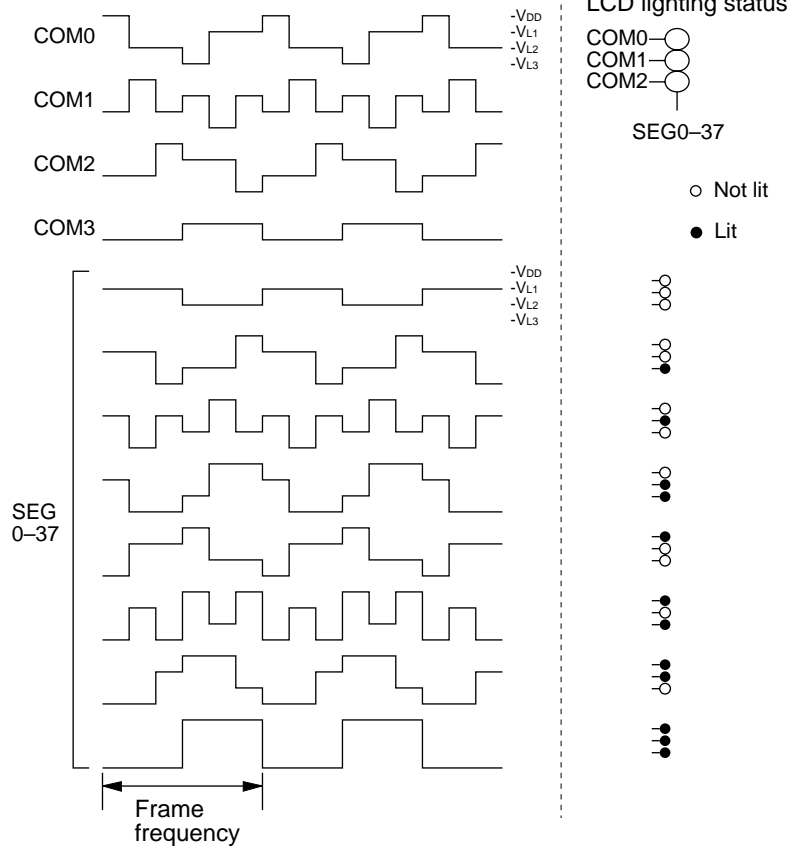 LCD lighting status
COM0
-VDD
-VL1
-VL2
-VL3
COM0
COM1
COM2
SEG0–37
COM1
COM2
Not lit
Lit
COM3
-VDD
-VL1
-VL2
-VL3
SEG
0–37
Frame
frequency